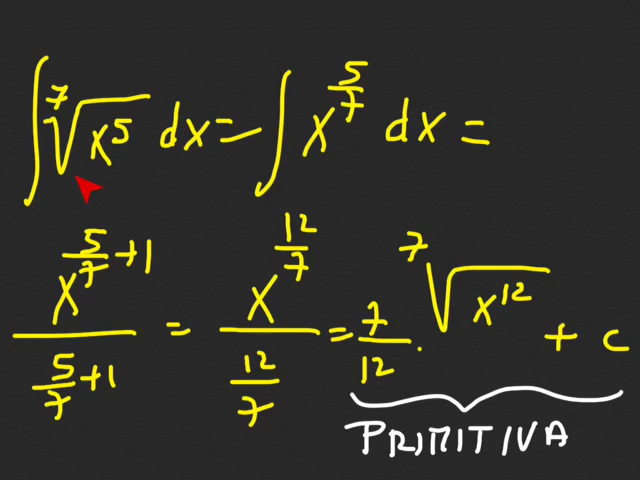 ∫ ⁷√x⁵ dx = ∫ x^(5/7) dx =
x^(5/7 + 1) / (5/7 + 1) = x^(12/7) / (12/7) = 7/12 · ⁷√x¹² + c
PRIMITIVA